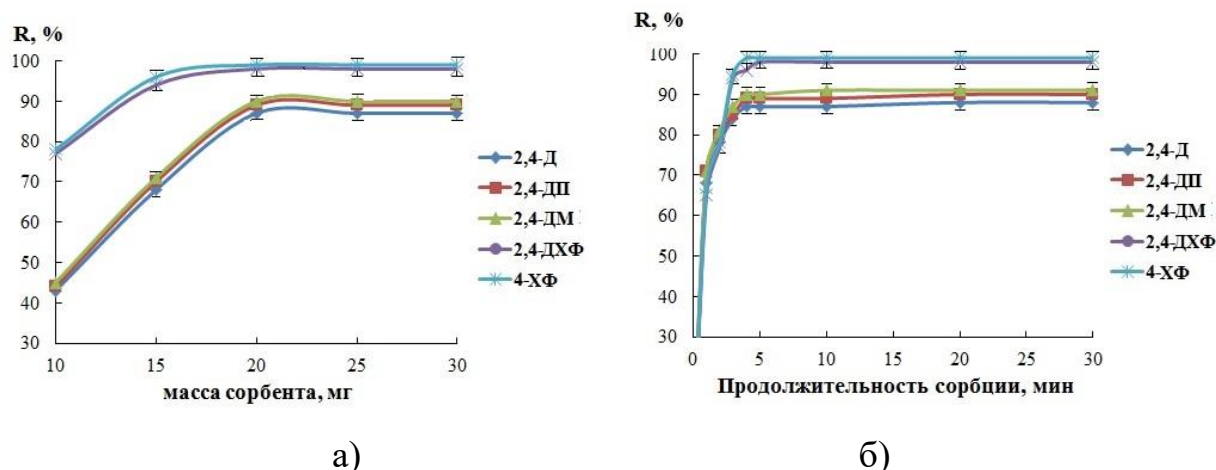 R, %
100
90
80
70
60
50
40
30
10
15
20
25
30
масса сорбента, мг
2,4-Д
2,4-ДП
2,4-ДМ
2,4-ДХФ
4-ХФ
а)
R, %
100
90
80
70
60
50
40
30
0
5
10
15
20
25
30
Продолжительность сорбции, мин
2,4-Д
2,4-ДП
2,4-ДМ
2,4-ДХФ
4-ХФ
б)